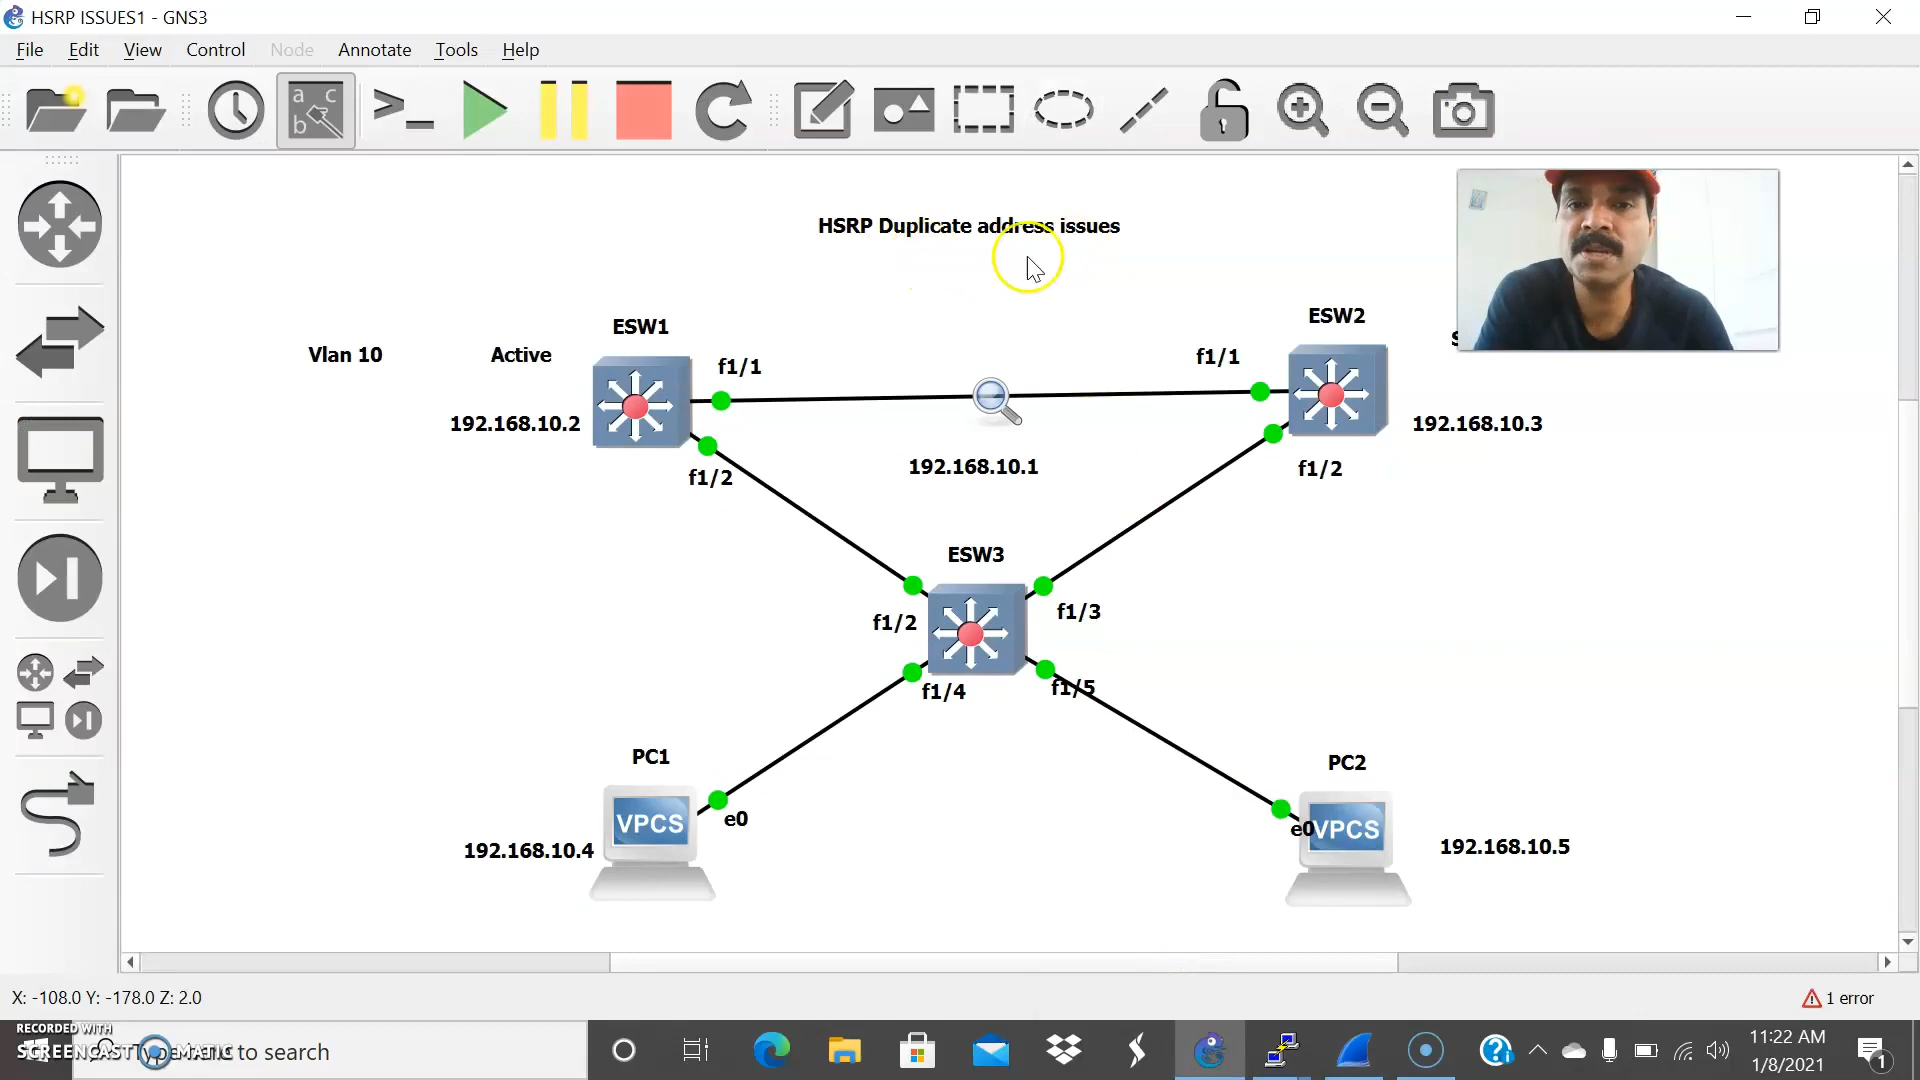 HSRP ISSUES1 - GNS3
File Edit View Control Node Annotate Tools Help
HSRP Duplicate address issues
ESW1
ESW2
Vlan 10
Active
f1/1
f1/1
192.168.10.2
192.168.10.3
192.168.10.1
f1/2
f1/2
ESW3
f1/2
f1/3
f1/4
f1/5
PC1
PC2
VPCS
e0
e0
VPCS
192.168.10.4
192.168.10.5
X: -108.0 Y: -178.0 Z: 2.0
1 error
RECORDED WITH
SCREENCAST MATIC
to search
11:22 AM
1/8/2021
1